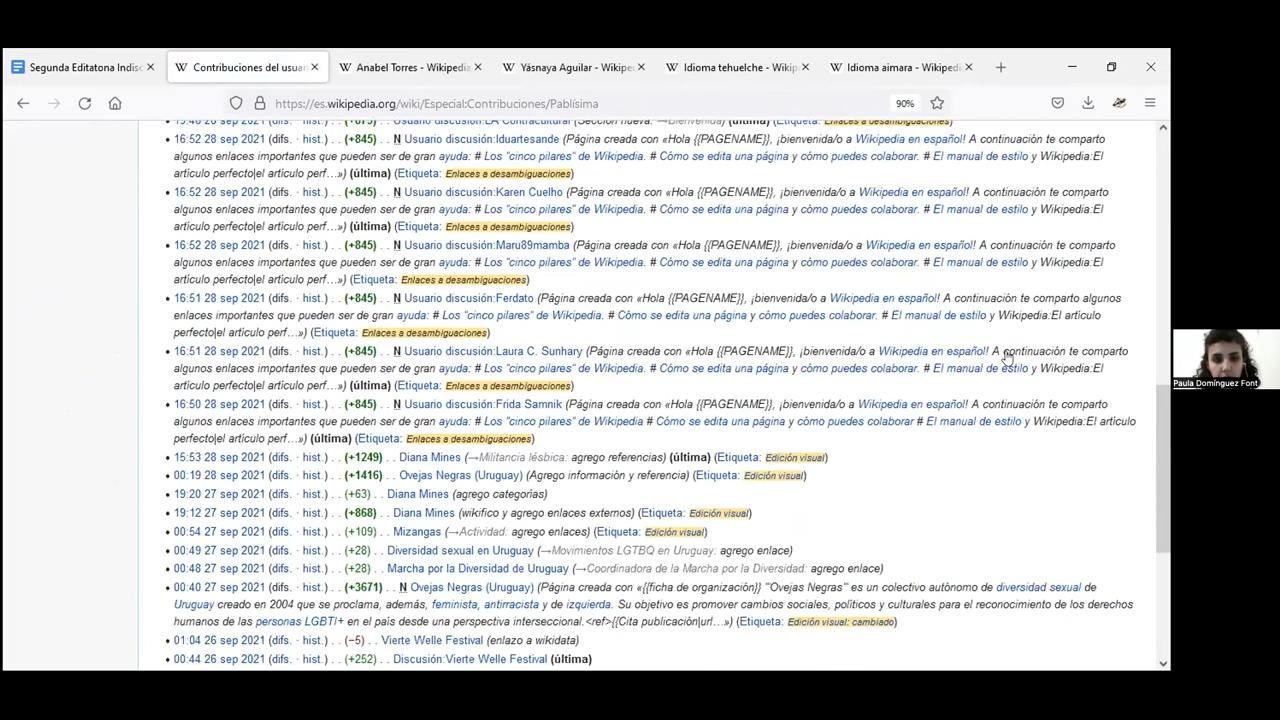 Segunda Editatona Indisc
Contribuciones del usuar
Anabel Torres - Wikipedia
Yásnaya Aguilar - Wikipe
Idioma tehuelche - Wikip
Idioma aimara - Wikipedi
https://es.wikipedia.org/wiki/Especial:Contribuciones/Pablísima
90%
16:52 28 sep 2021 (difs. · hist.) . . (+845) . . N Usuario discusión:Iduartesande (Página creada con «Hola {{PAGENAME}}, ¡bienvenida/o a Wikipedia en español! A continuación te comparto
algunos enlaces importantes que pueden ser de gran ayuda: # Los "cinco pilares" de Wikipedia. # Cómo se edita una página y cómo puedes colaborar. # El manual de estilo y Wikipedia:El
artículo perfecto|el artículo perf...») (última) (Etiqueta: Enlaces a desambiguaciones)
16:52 28 sep 2021 (difs. · hist.) . . (+845) . . N Usuario discusión:Karen Cuelho (Página creada con «Hola {{PAGENAME}}, ¡bienvenida/o a Wikipedia en español! A continuación te comparto
algunos enlaces importantes que pueden ser de gran ayuda: # Los "cinco pilares" de Wikipedia. # Cómo se edita una página y cómo puedes colaborar. # El manual de estilo y Wikipedia:El
artículo perfecto|el artículo perf...») (última) (Etiqueta: Enlaces a desambiguaciones)
16:52 28 sep 2021 (difs. · hist.) . . (+845) . . N Usuario discusión:Maru89mamba (Página creada con «Hola {{PAGENAME}}, ¡bienvenida/o a Wikipedia en español! A continuación te comparto
algunos enlaces importantes que pueden ser de gran ayuda: # Los "cinco pilares" de Wikipedia. # Cómo se edita una página y cómo puedes colaborar. # El manual de estilo y Wikipedia:El
artículo perfecto|el artículo perf...») (Etiqueta: Enlaces a desambiguaciones)
16:51 28 sep 2021 (difs. · hist.) . . (+845) . . N Usuario discusión:Ferdato (Página creada con «Hola {{PAGENAME}}, ¡bienvenida/o a Wikipedia en español! A continuación te comparto algunos
enlaces importantes que pueden ser de gran ayuda: # Los "cinco pilares" de Wikipedia. # Cómo se edita una página y cómo puedes colaborar. # El manual de estilo y Wikipedia:El artículo
perfecto|el artículo perf...») (Etiqueta: Enlaces a desambiguaciones)
16:51 28 sep 2021 (difs. · hist.) . . (+845) . . N Usuario discusión:Laura C. Sunhary (Página creada con «Hola {{PAGENAME}}, ¡bienvenida/o a Wikipedia en español! A continuación te comparto
algunos enlaces importantes que pueden ser de gran ayuda: # Los "cinco pilares" de Wikipedia. # Cómo se edita una página y cómo puedes colaborar. # El manual de estilo y Wikipedia:El
artículo perfecto|el artículo perf...») (última) (Etiqueta: Enlaces a desambiguaciones)
16:50 28 sep 2021 (difs. · hist.) . . (+845) . . N Usuario discusión:Frida Samnik (Página creada con «Hola {{PAGENAME}}, ¡bienvenida/o a Wikipedia en español! A continuación te comparto
algunos enlaces importantes que pueden ser de gran ayuda: # Los "cinco pilares" de Wikipedia # Cómo se edita una página y cómo puedes colaborar # El manual de estilo y Wikipedia:El artículo
perfecto|el artículo perf...») (última) (Etiqueta: Enlaces a desambiguaciones)
15:53 28 sep 2021 (difs. · hist.) . . (+1249) . . Diana Mines (→Militancia lésbica: agrego referencias) (última) (Etiqueta: Edición visual)
00:19 28 sep 2021 (difs. · hist.) . . (+1416) . . Ovejas Negras (Uruguay) (Agrego información y referencia) (Etiqueta: Edición visual)
19:20 27 sep 2021 (difs. · hist.) . . (+63) . . Diana Mines (agrego categorías)
19:12 27 sep 2021 (difs. · hist.) . . (+868) . . Diana Mines (wikifico y agrego enlaces externos) (Etiqueta: Edición visual)
00:54 27 sep 2021 (difs. · hist.) . . (+109) . . Mizangas (→Actividad: agrego enlaces) (Etiqueta: Edición visual)
00:49 27 sep 2021 (difs. · hist.) . . (+28) . . Diversidad sexual en Uruguay (→Movimientos LGTBQ en Uruguay: agrego enlace)
00:48 27 sep 2021 (difs. · hist.) . . (+28) . . Marcha por la Diversidad de Uruguay (→Coordinadora de la Marcha por la Diversidad: agrego enlace)
00:40 27 sep 2021 (difs. · hist.) . . (+3671) . . N Ovejas Negras (Uruguay) (Página creada con «{{ficha de organización}} '''Ovejas Negras''' es un colectivo autónomo de diversidad sexual de
Uruguay creado en 2004 que se proclama, además, feminista, antirracista y de izquierda. Su objetivo es promover cambios sociales, políticos y culturales para el reconocimiento de los derechos
humanos de las personas LGBTI+ en el país desde una perspectiva interseccional.<ref>{{Cita publicación|url...») (Etiqueta: Edición visual: cambiado)
01:04 26 sep 2021 (difs. · hist.) . . (−5) . . Vierte Welle Festival (enlazo a wikidata)
00:44 26 sep 2021 (difs. · hist.) . . (+252) . . Discusión:Vierte Welle Festival (última)
Paula Domínguez Font